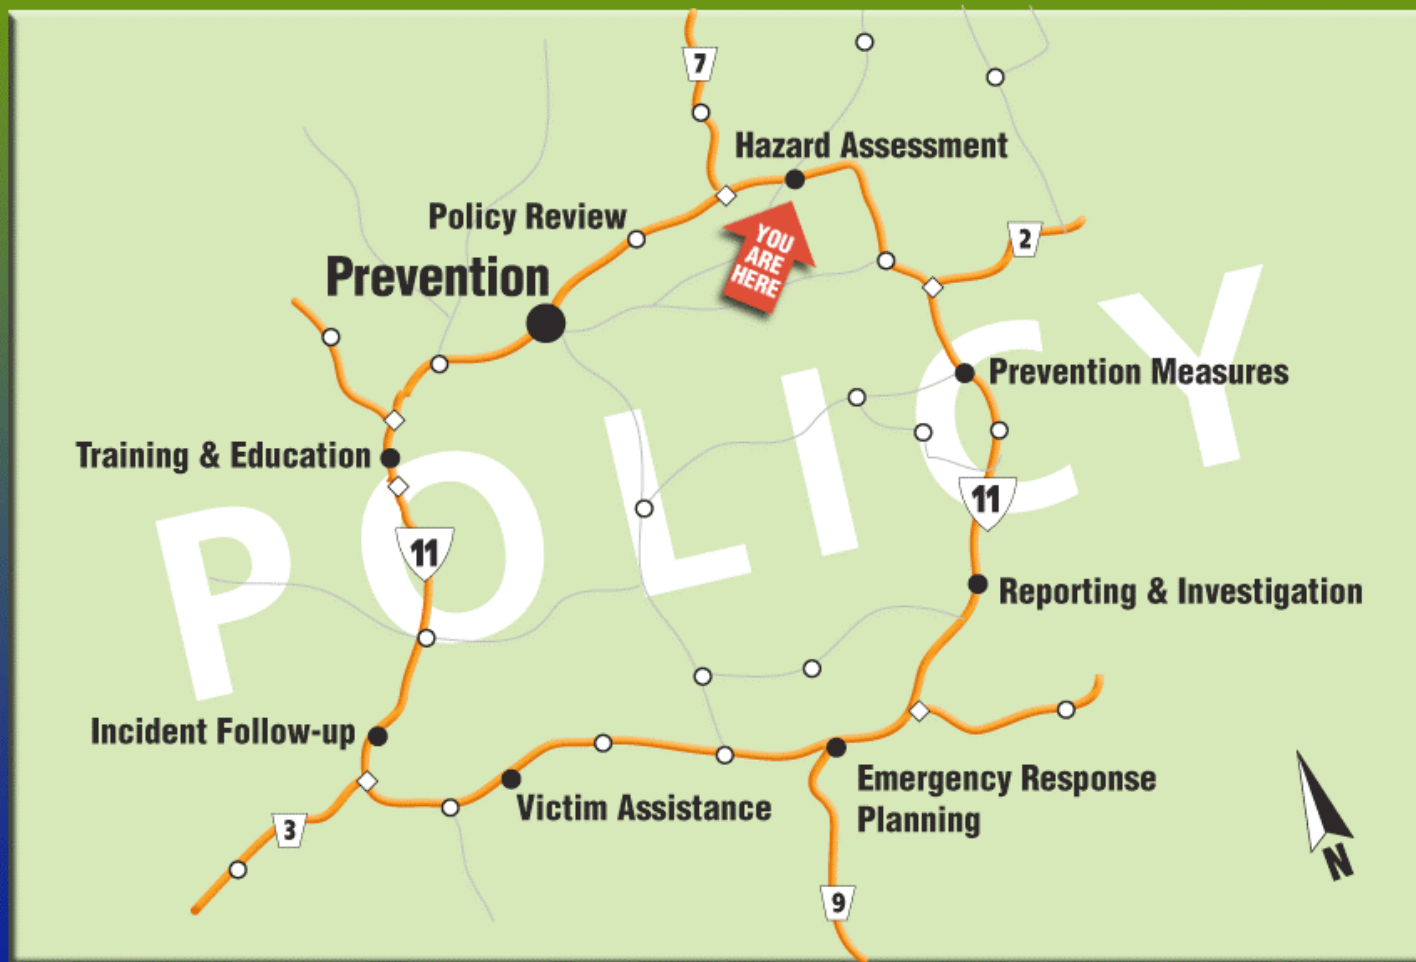 7
Hazard Assessment
Policy Review
2
YOU
ARE
HERE
Prevention
Prevention Measures
Training & Education
POLICY
11
11
Reporting & Investigation
Incident Follow-up
Emergency Response
Planning
Victim Assistance
3
9
N